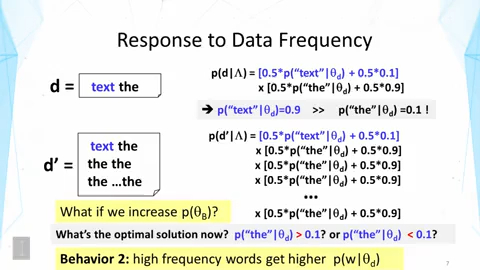 Response to Data Frequency
d = text the
p(d|Λ) = [0.5*p(“text”|θd) + 0.5*0.1]
x [0.5*p(“the”|θd) + 0.5*0.9]
➔ p(“text”|θd)=0.9 >> p(“the”|θd) =0.1 !
d’ =
text the
the the
the …the
p(d’|Λ) = [0.5*p(“text”|θd) + 0.5*0.1]
x [0.5*p(“the”|θd) + 0.5*0.9]
x [0.5*p(“the”|θd) + 0.5*0.9]
x [0.5*p(“the”|θd) + 0.5*0.9]
•••
x [0.5*p(“the”|θd) + 0.5*0.9]
What if we increase p(θB)?
What’s the optimal solution now? p(“the”|θd) > 0.1? or p(“the”|θd) < 0.1?
Behavior 2: high frequency words get higher p(w|θd)
7